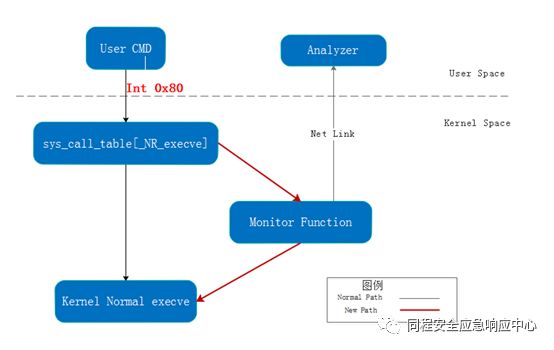 User CMD
Analyzer
User Space
Int 0x80
Kernel Space
Net Link
sys_call_table[_NR_execve]
Monitor Function
Kernel Normal execve
图例
Normal Path
New Path
同程安全应急响应中心